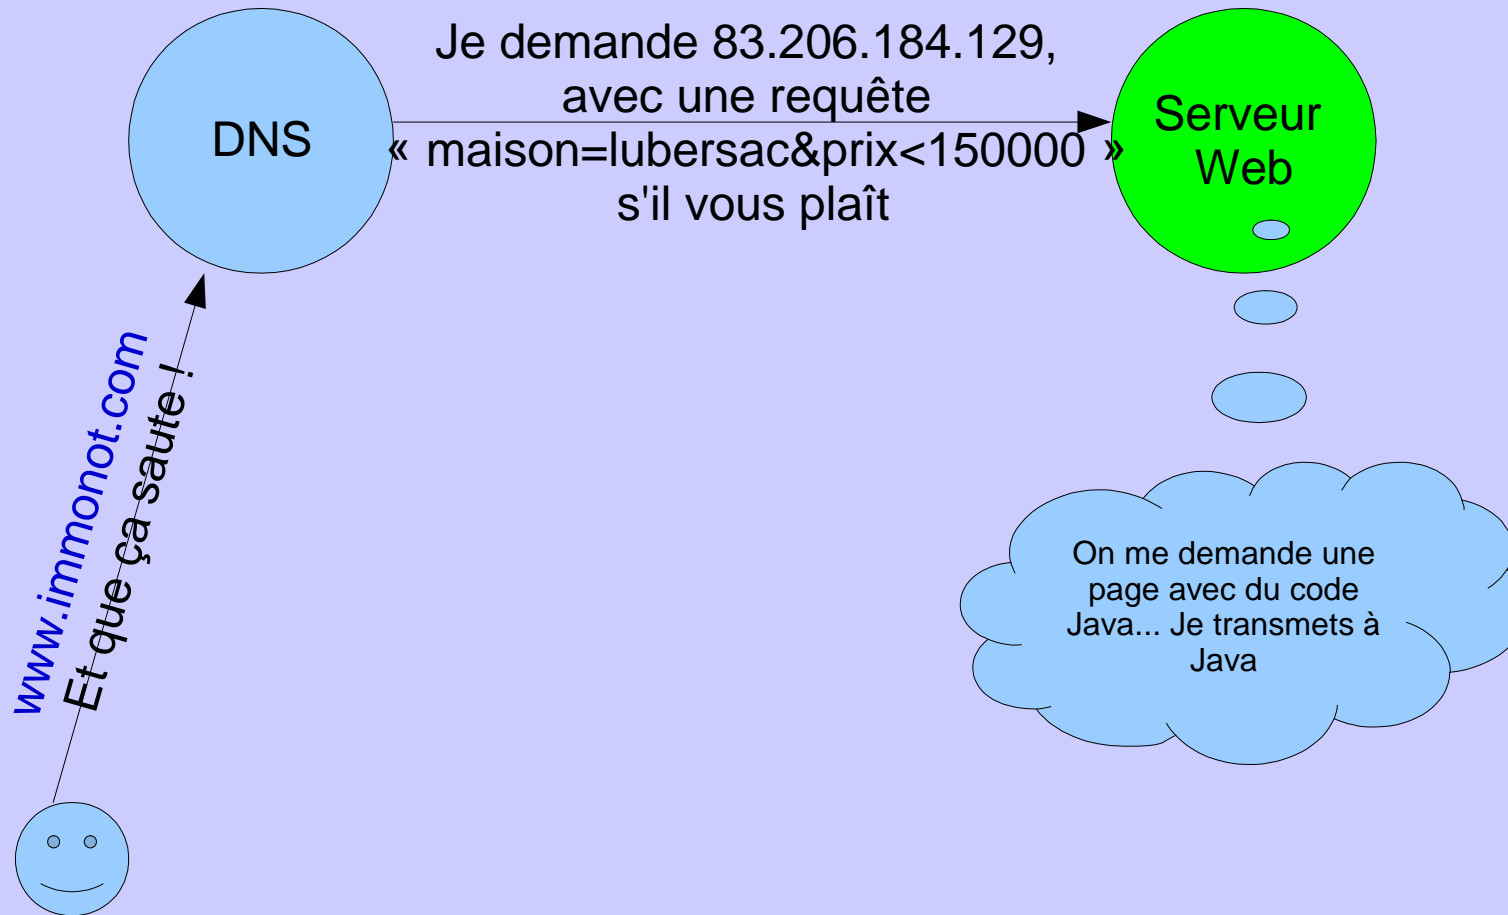 Je demande 83.206.184.129,
avec une requête
« maison=lubersac&prix<150000 »
s'il vous plaît
DNS
Serveur
Web
www.immonot.com
Et que ça saute !
On me demande une
page avec du code
Java... Je transmets à
Java